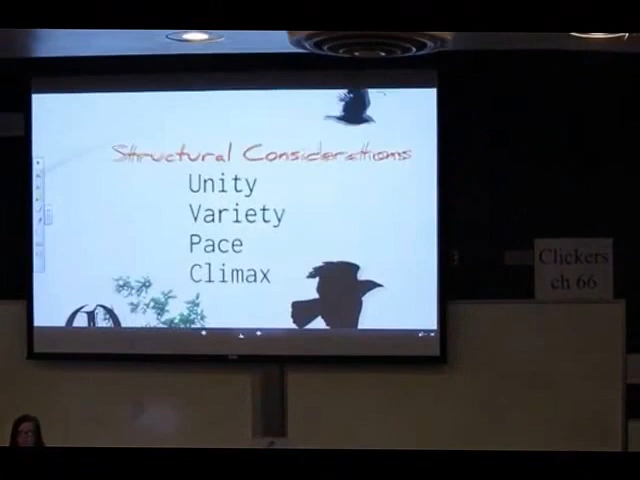 Structural Considerations
Unity
Variety
Pace
Climax
Clickers
ch 66